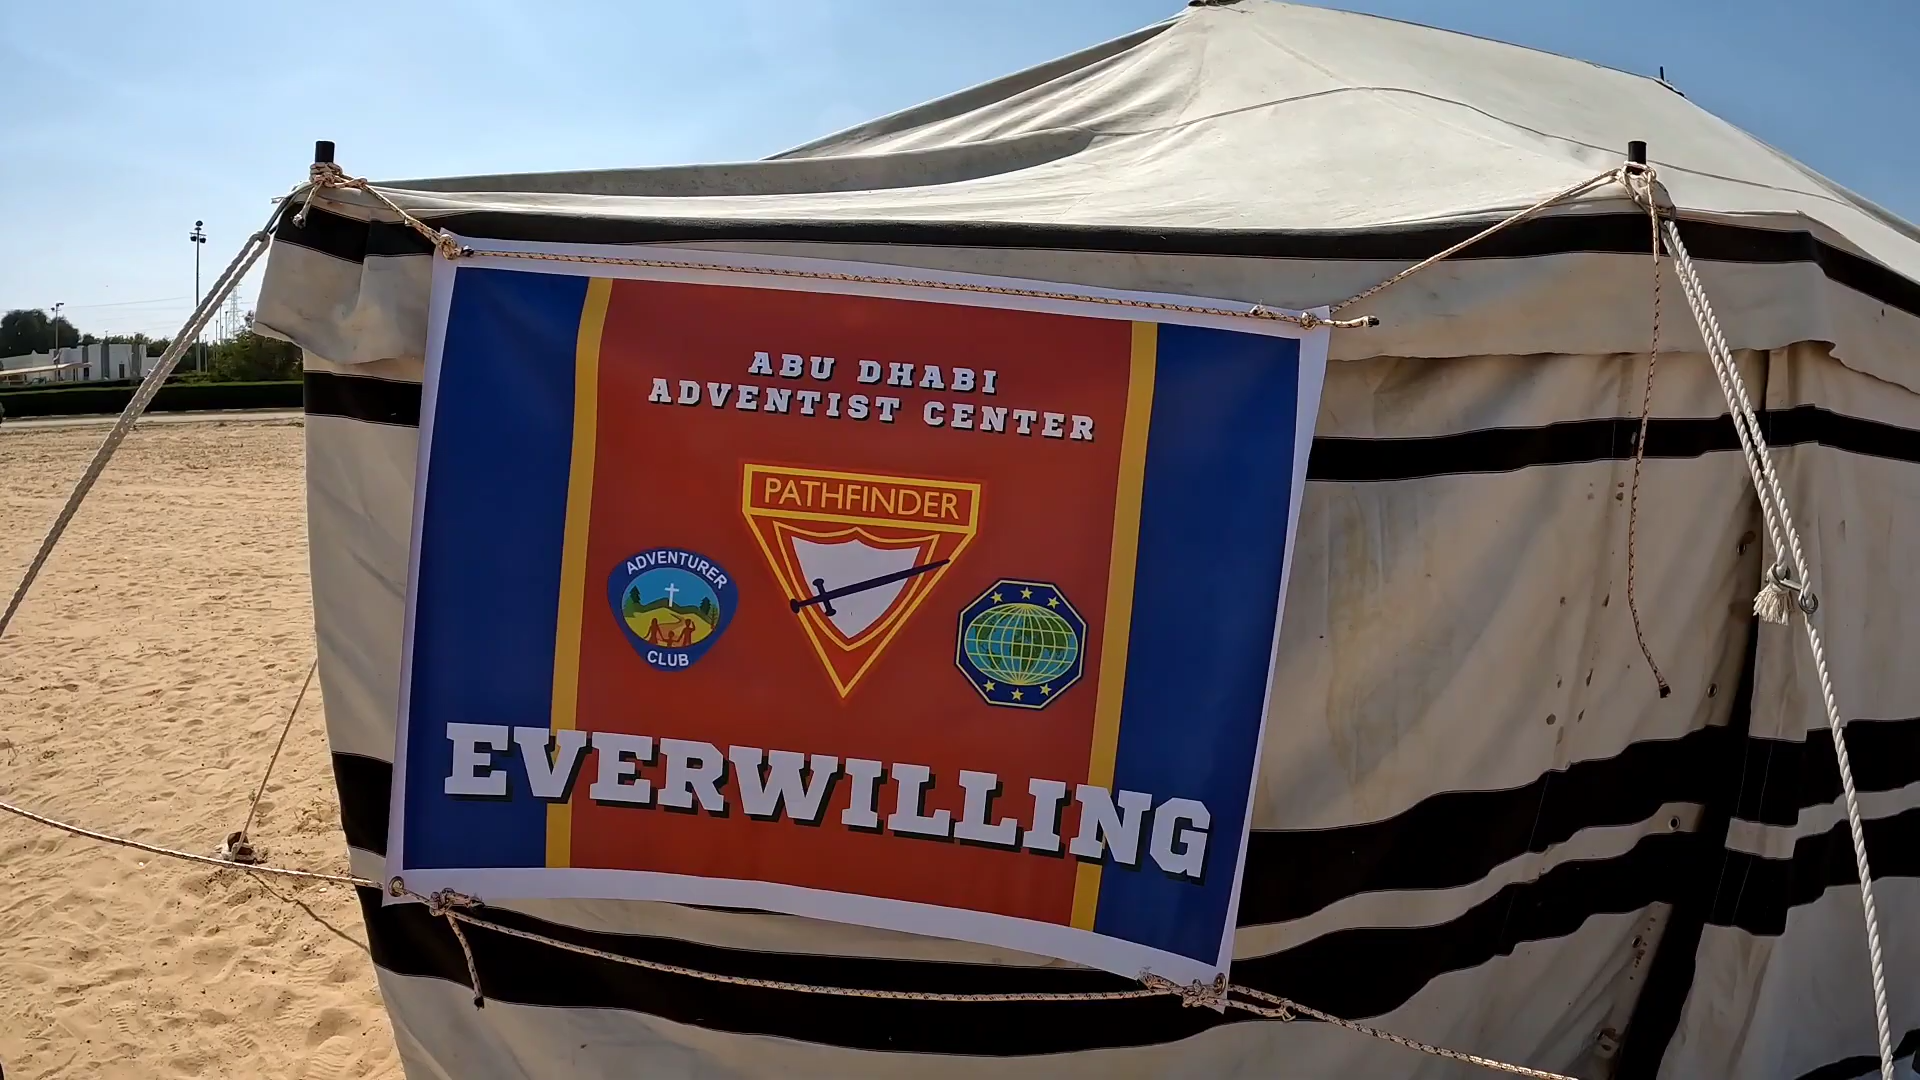 ABU DHABI
ADVENTIST CENTER
PATHFINDER
ADVENTURER
CLUB
EVERWILLING